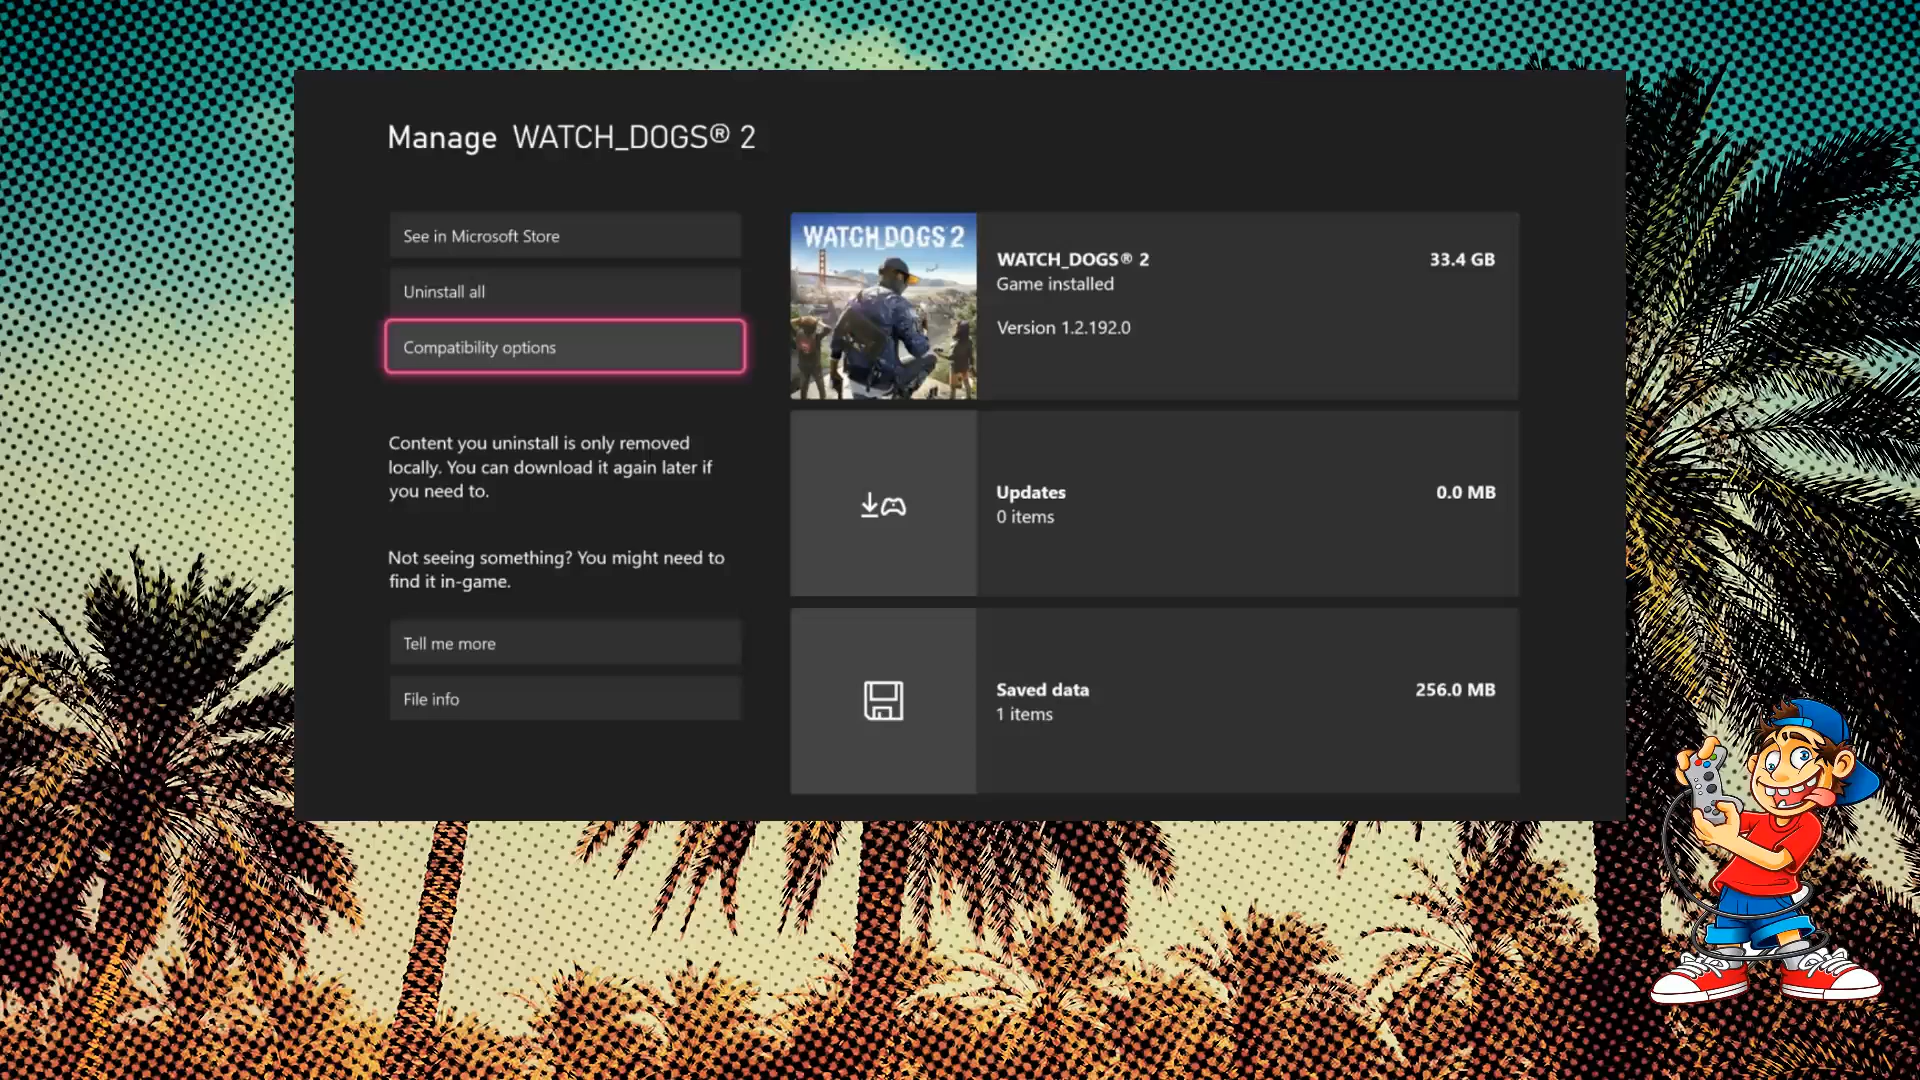 Manage WATCH_DOGS® 2
See in Microsoft Store
Uninstall all
Compatibility options
Content you uninstall is only removed
locally. You can download it again later if
you need to.
Not seeing something? You might need to
find it in-game.
Tell me more
File info
WATCH_DOGS 2
WATCH_DOGS® 2
33.4 GB
Game installed
Version 1.2.192.0
Updates
0.0 MB
0 items
Saved data
256.0 MB
1 items